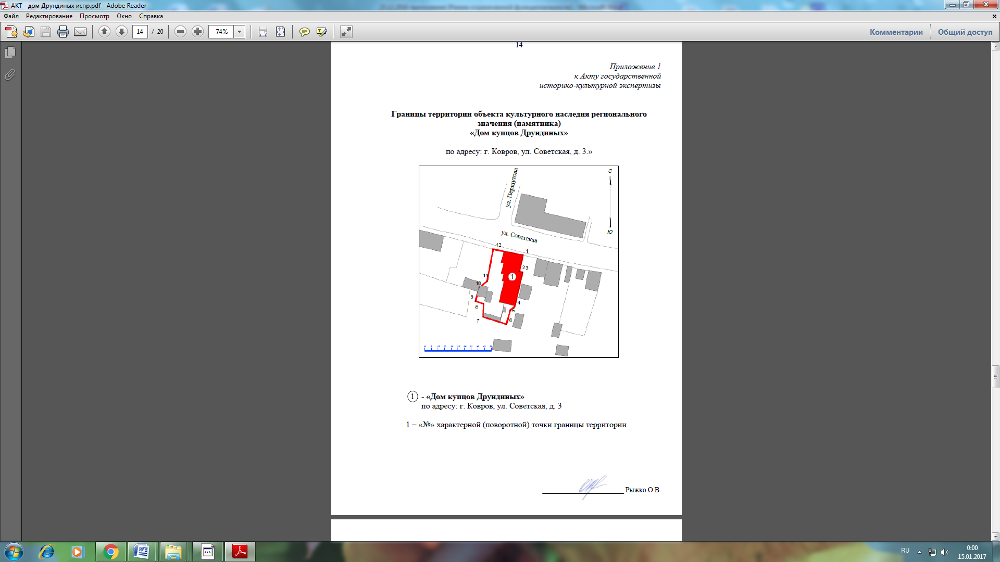 АКТ - дом Друндиных испр.pdf - Adobe Reader
Файл Редактирование Просмотр Окно Справка
14 / 20 74% Комментарии Общий доступ
14
Приложение 1
к Акту государственной
историко-культурной экспертизы
Границы территории объекта культурного наследия регионального
значения (памятника)
«Дом купцов Друндиных»
по адресу: г. Ковров, ул. Советская, д. 3.»
ул. Першутова
С
Ю
ул. Советская
12
1
2 3
1
11
10
9
4
8
5
7
6
1 - «Дом купцов Друндиных»
по адресу: г. Ковров, ул. Советская, д. 3
1 – «№» характерной (поворотной) точки границы территории
Рыжко О.В.
RU
0:00
15.01.2017